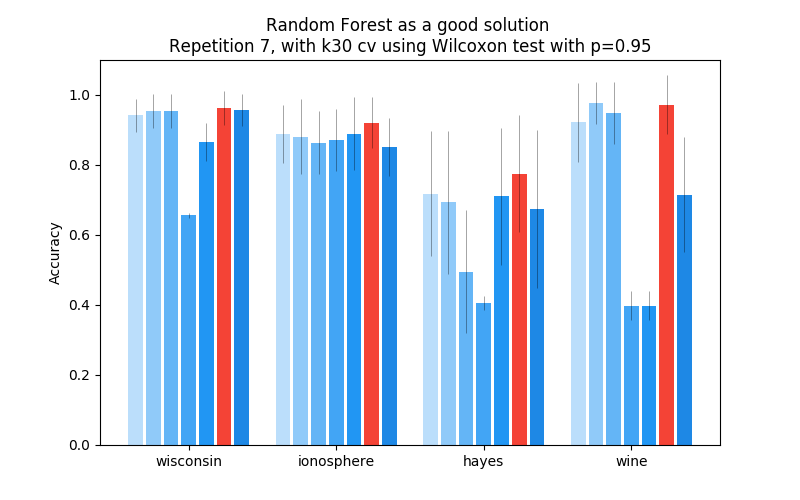 Random Forest as a good solution
Repetition 7, with k30 cv using Wilcoxon test with p=0.95
1.0
0.8
0.6
0.4
0.2
0.0
Accuracy
wisconsin
ionosphere
hayes
wine